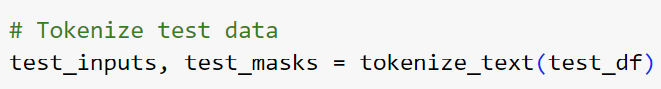 # Tokenize test data
test_inputs, test_masks = tokenize_text(test_df)